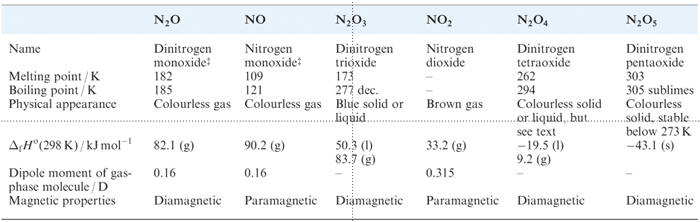 N₂O NO N₂O₃ NO₂ N₂O₄ N₂O₅
Name Dinitrogen Nitrogen Dinitrogen Nitrogen Dinitrogen Dinitrogen
monoxide‡ monoxide‡ trioxide dioxide tetraoxide pentaoxide
Melting point / K 182 109 173 – 262 303
Boiling point / K 185 121 277 dec. – 294 305 sublimes
Physical appearance Colourless gas Colourless gas Blue solid or Brown gas Colourless solid Colourless
liquid or liquid, but solid, stable
see text below 273 K
ΔfH°(298 K) / kJ mol⁻¹ 82.1 (g) 90.2 (g) 50.3 (l) 33.2 (g) −19.5 (l) −43.1 (s)
83.7 (g) 9.2 (g)
Dipole moment of gas- 0.16 0.16 – 0.315 – –
phase molecule / D
Magnetic properties Diamagnetic Paramagnetic Diamagnetic Paramagnetic Diamagnetic Diamagnetic